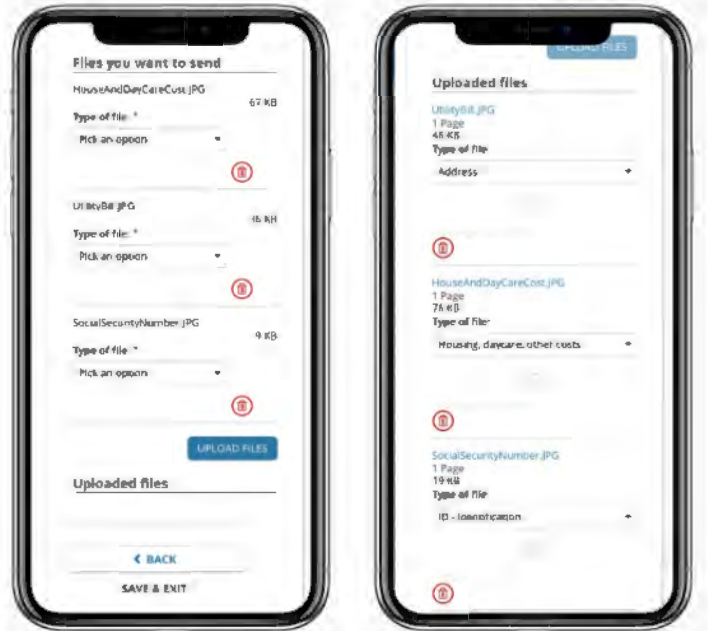 Files you want to send
HouseAndDayCareCost.JPG
67 KB
Type of file: *
Pick an option
UtilityBill.JPG
KB
Type of file: *
Pick an option
SocialSecurityNumber.JPG
9 KB
Type of file *
Pick an option
UPLOAD FILES
Uploaded files
BACK
SAVE & EXIT
UPLOAD FILES
Uploaded files
UtilityBill.JPG
1 Page
KB
Type of file
Address
HouseAndDayCareCost.JPG
1 Page
76 KB
Type of file
Housing, daycare, other costs
SocialSecurityNumber.JPG
1 Page
19 KB
Type of file
ID - Identification